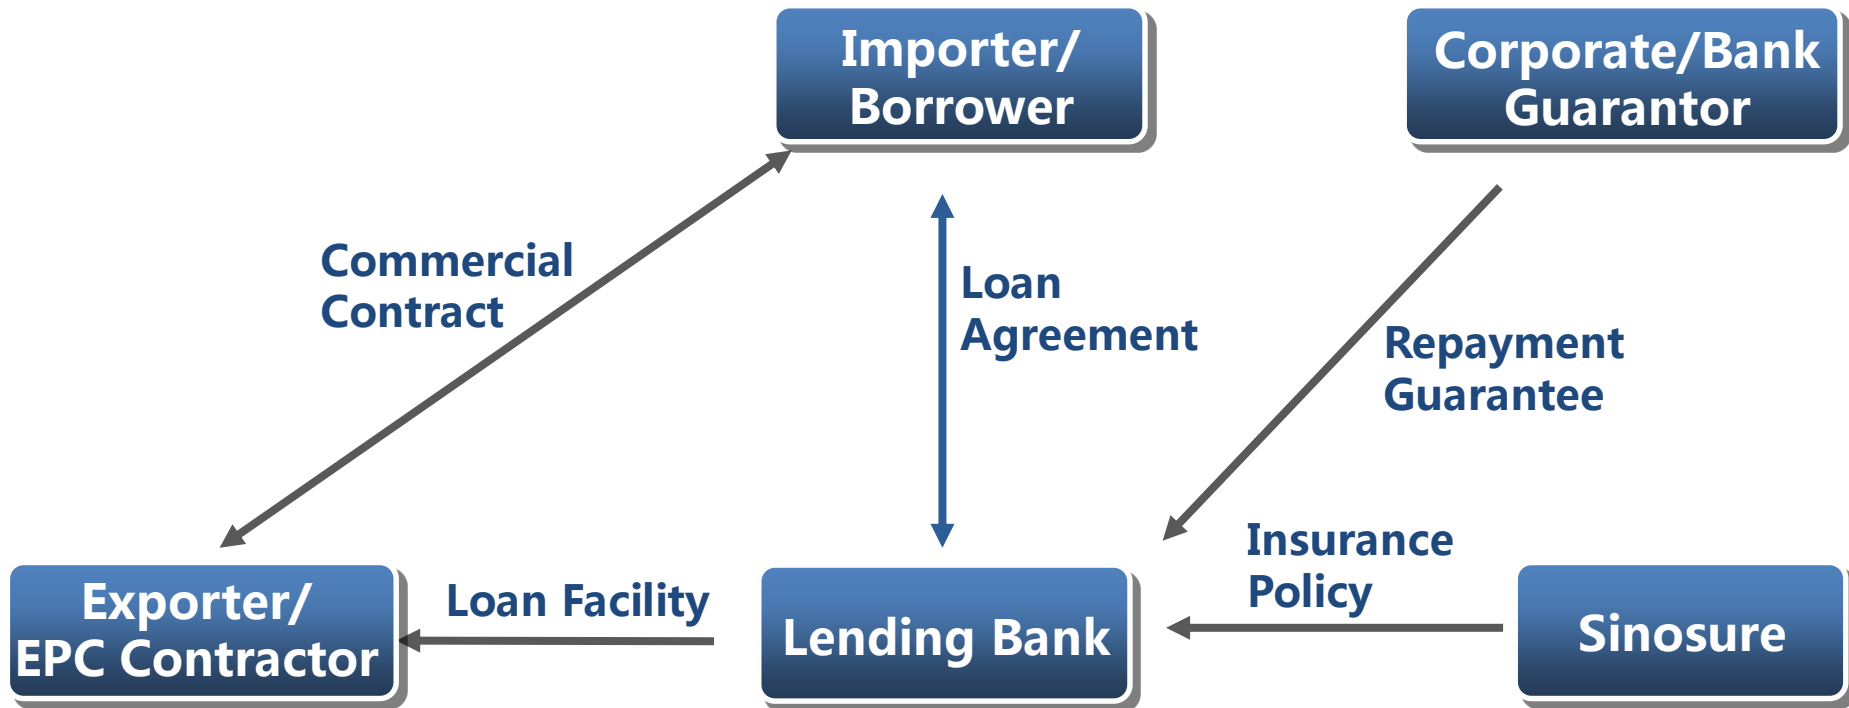 Importer/
Borrower
Corporate/Bank
Guarantor
Commercial
Contract
Loan
Agreement
Repayment
Guarantee
Insurance
Policy
Exporter/
EPC Contractor
Loan Facility
Lending Bank
Sinosure